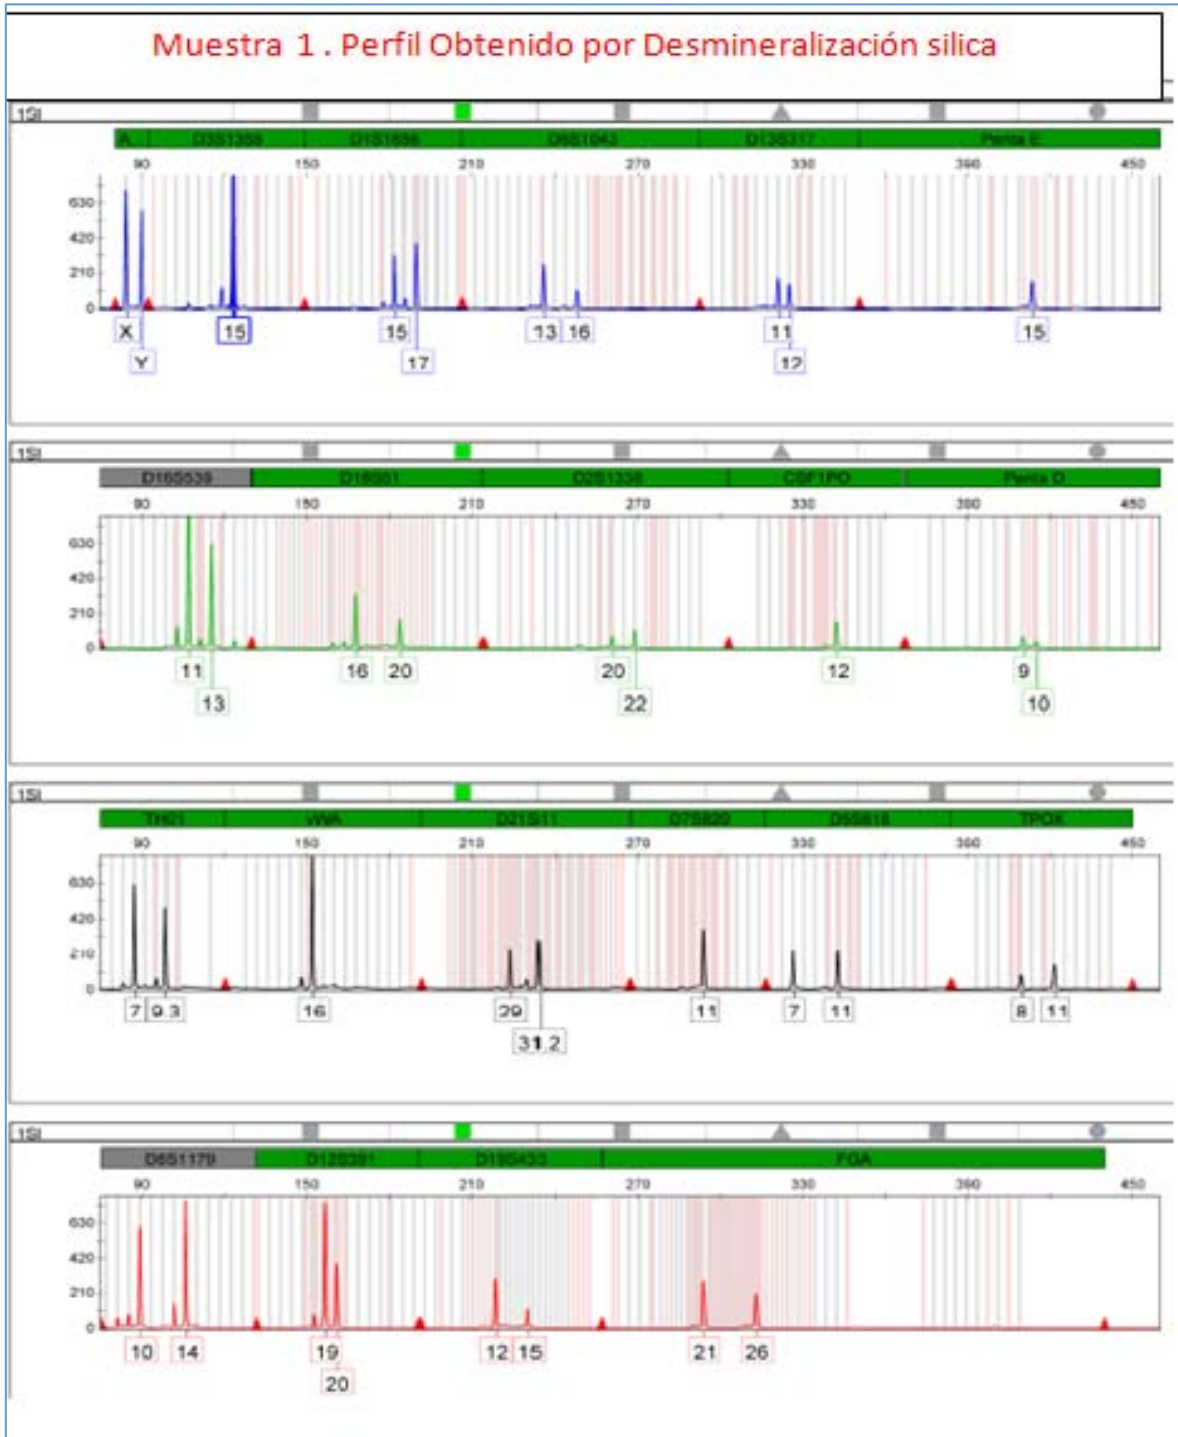 Muestra 1 . Perfil Obtenido por Desmineralización silica
1SI
A. D3S1358 D1S1656 D6S1043 D13S317 Penta E
90 150 210 270 330 390 450
630
420
210
0
X 15 15 13 16 11 15
Y 17 12
1SI
D16S539 D18S51 D2S1338 CSF1PO Penta D
90 150 210 270 330 390 450
630
420
210
0
11 16 20 20 12 9
13 22 10
1SI
TH01 vWA D21S11 D7S820 D5S818 TPOX
90 150 210 270 330 390 450
630
420
210
0
7 9.3 16 29 11 7 11 8 11
1SI
D12S391 D19S433 FGA
90 150 210 270 330 390 450
630
420
210
0
10 14 19 12 15 21 26
20